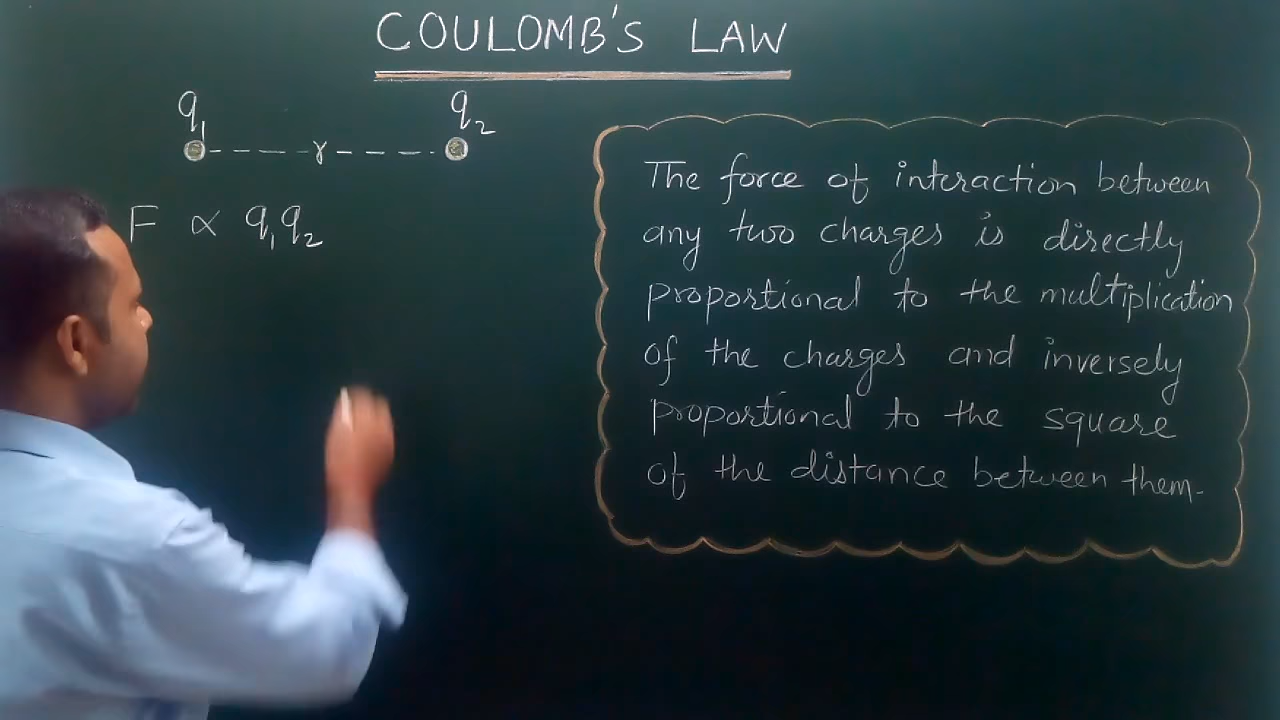 COULOMB'S LAW
q₁ q₂
r
F ∝ q₁q₂
The force of interaction between
any two charges is directly
proportional to the multiplication
of the charges and inversely
proportional to the square
of the distance between them.